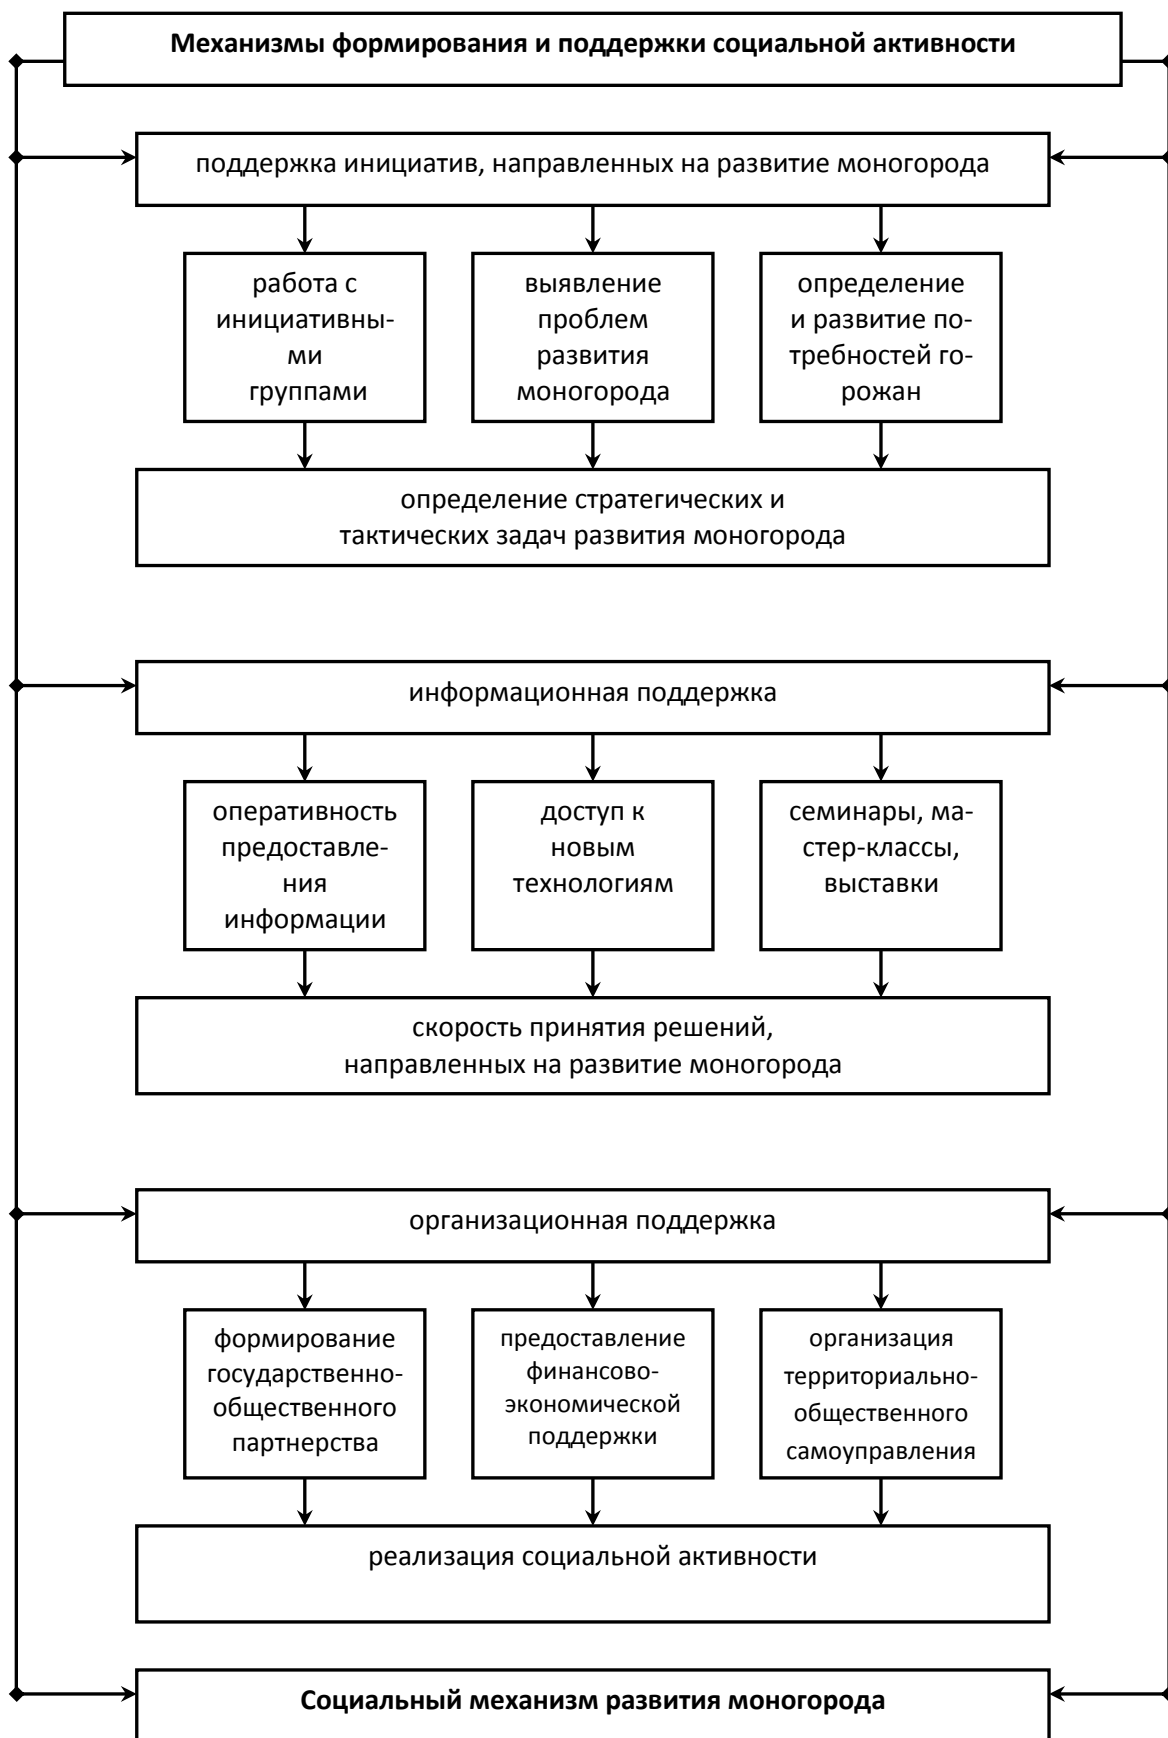 Механизмы формирования и поддержки социальной активности
поддержка инициатив, направленных на развитие моногорода
работа с
инициативны-
ми
группами
выявление
проблем
развития
моногорода
определение
и развитие по-
требностей го-
рожан
определение стратегических и
тактических задач развития моногорода
информационная поддержка
оперативность
предоставле-
ния
информации
доступ к
новым
технологиям
семинары, ма-
стер-классы,
выставки
скорость принятия решений,
направленных на развитие моногорода
организационная поддержка
формирование
государственно-
общественного
партнерства
предоставление
финансово-
экономической
поддержки
организация
территориально-
общественного
самоуправления
реализация социальной активности
Социальный механизм развития моногорода